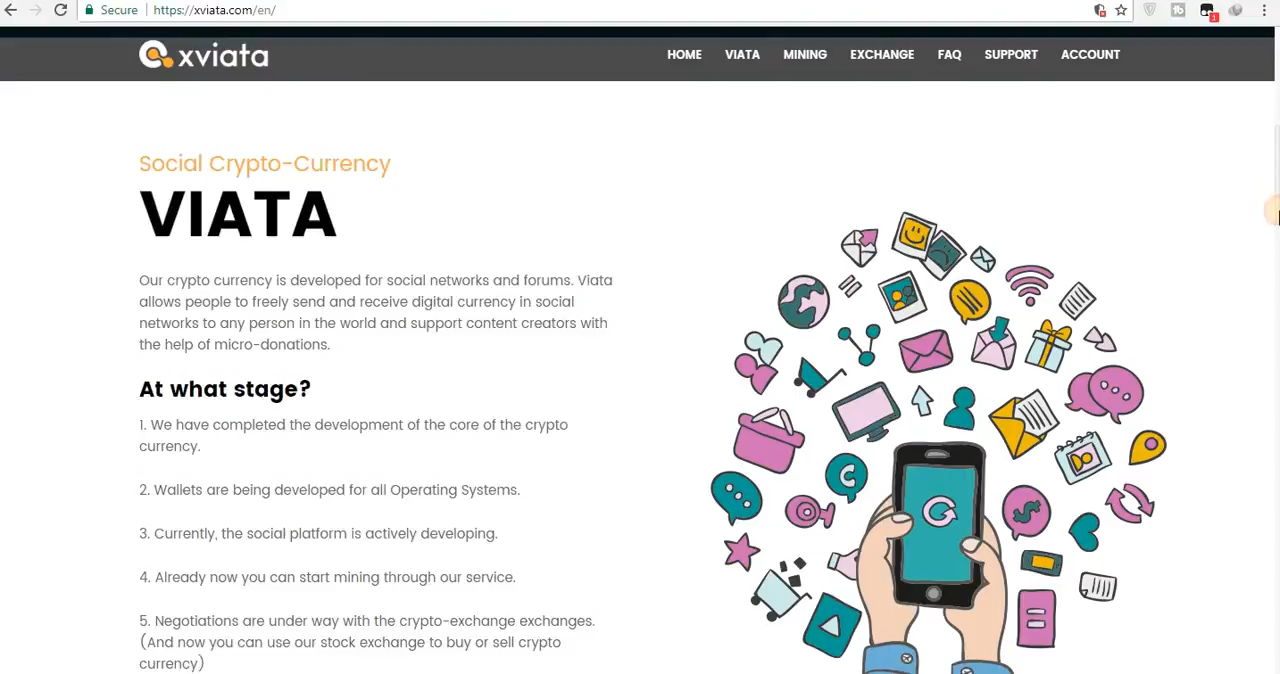 Secure https://xviata.com/en/
1
xviata
HOME VIATA MINING EXCHANGE FAQ SUPPORT ACCOUNT
Social Crypto-Currency
VIATA
Our crypto currency is developed for social networks and forums. Viata
allows people to freely send and receive digital currency in social
networks to any person in the world and support content creators with
the help of micro-donations.
At what stage?
1. We have completed the development of the core of the crypto
currency.
2. Wallets are being developed for all Operating Systems.
3. Currently, the social platform is actively developing.
4. Already now you can start mining through our service.
5. Negotiations are under way with the crypto-exchange exchanges.
(And now you can use our stock exchange to buy or sell crypto
currency)